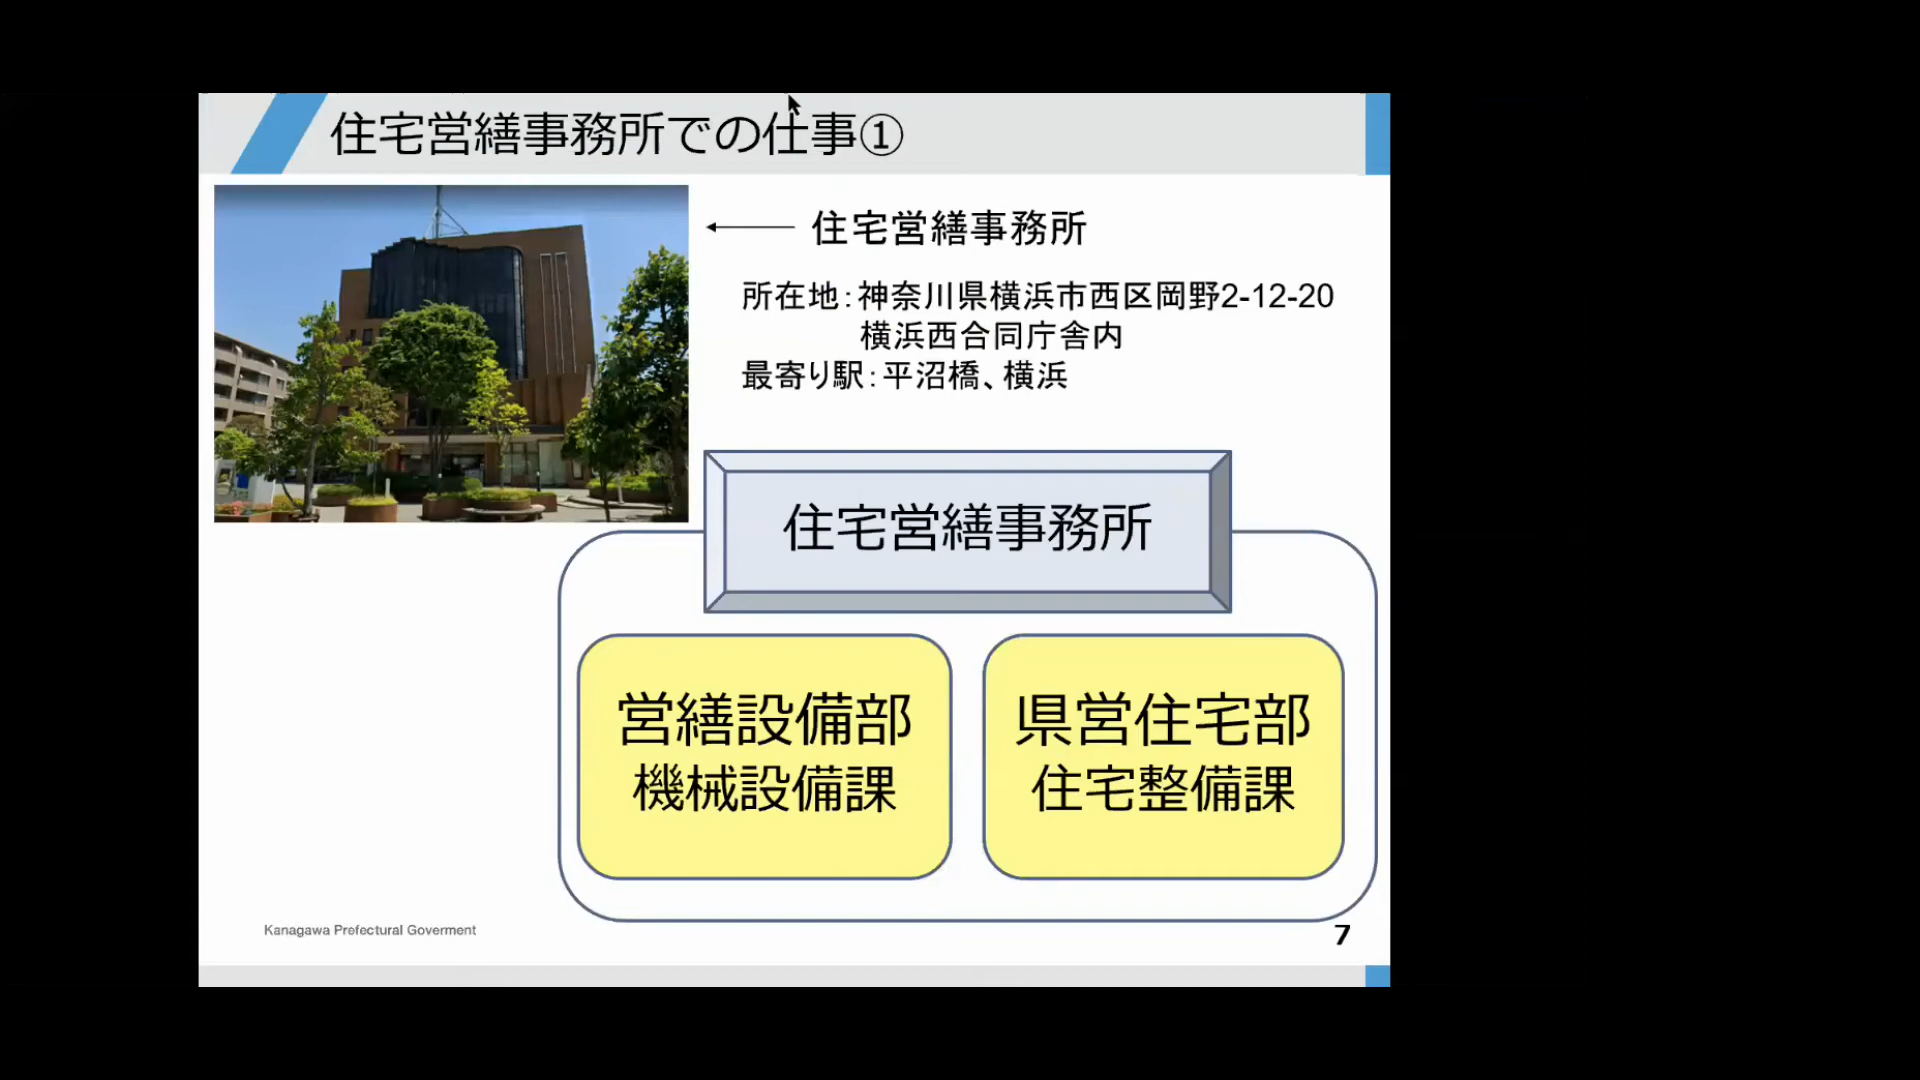 住宅営繕事務所での仕事①
住宅営繕事務所
所在地：神奈川県横浜市西区岡野2-12-20
横浜西合同庁舎内
最寄り駅：平沼橋、横浜
住宅営繕事務所
営繕設備部
機械設備課
県営住宅部
住宅整備課
Kanagawa Prefectural Goverment
7